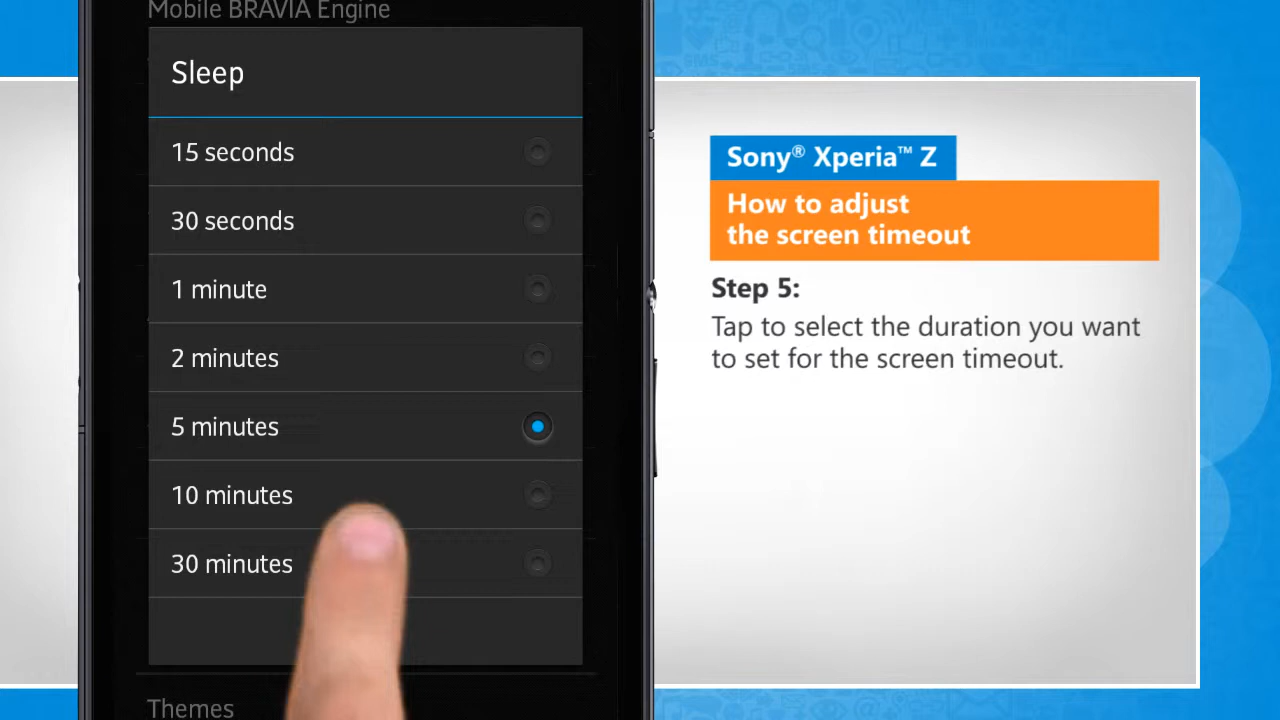 Mobile BRAVIA Engine
Sleep
15 seconds
30 seconds
1 minute
2 minutes
5 minutes
10 minutes
30 minutes
Themes
Sony® Xperia™ Z
How to adjust
the screen timeout
Step 5:
Tap to select the duration you want
to set for the screen timeout.